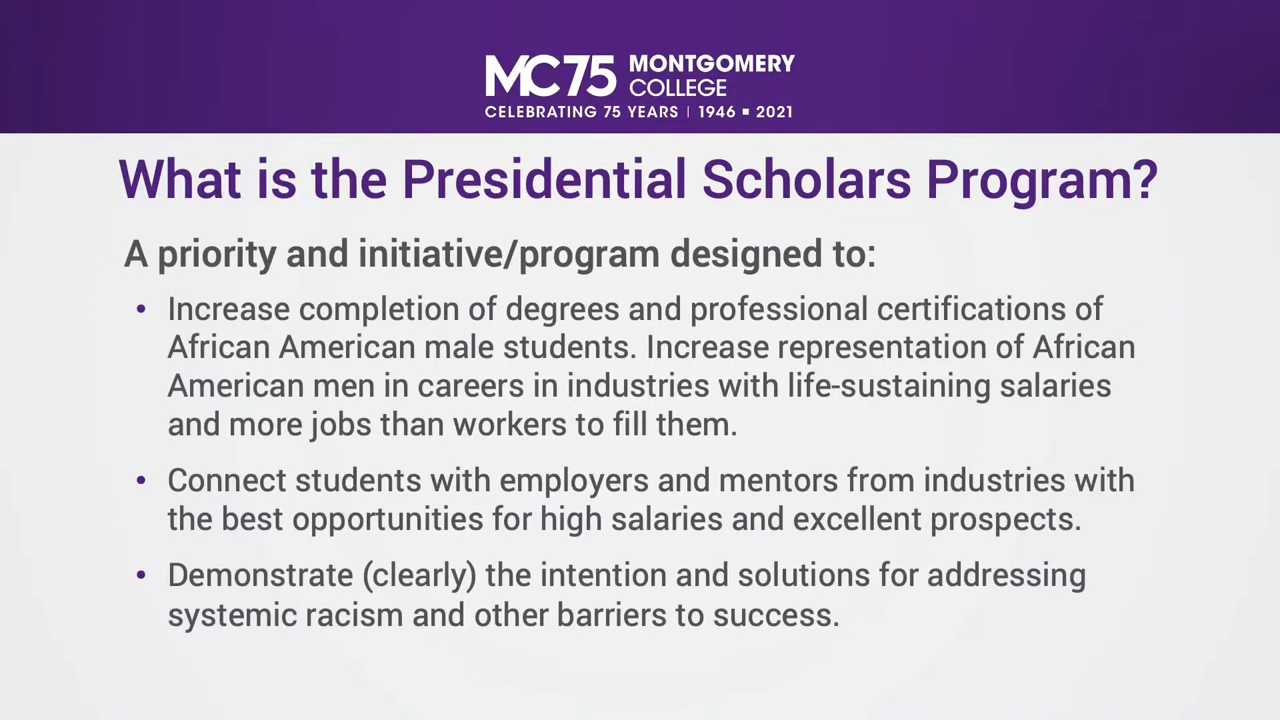 MC75 MONTGOMERY
COLLEGE
CELEBRATING 75 YEARS | 1946 ▪ 2021
What is the Presidential Scholars Program?
A priority and initiative/program designed to:
• Increase completion of degrees and professional certifications of
African American male students. Increase representation of African
American men in careers in industries with life-sustaining salaries
and more jobs than workers to fill them.
• Connect students with employers and mentors from industries with
the best opportunities for high salaries and excellent prospects.
• Demonstrate (clearly) the intention and solutions for addressing
systemic racism and other barriers to success.